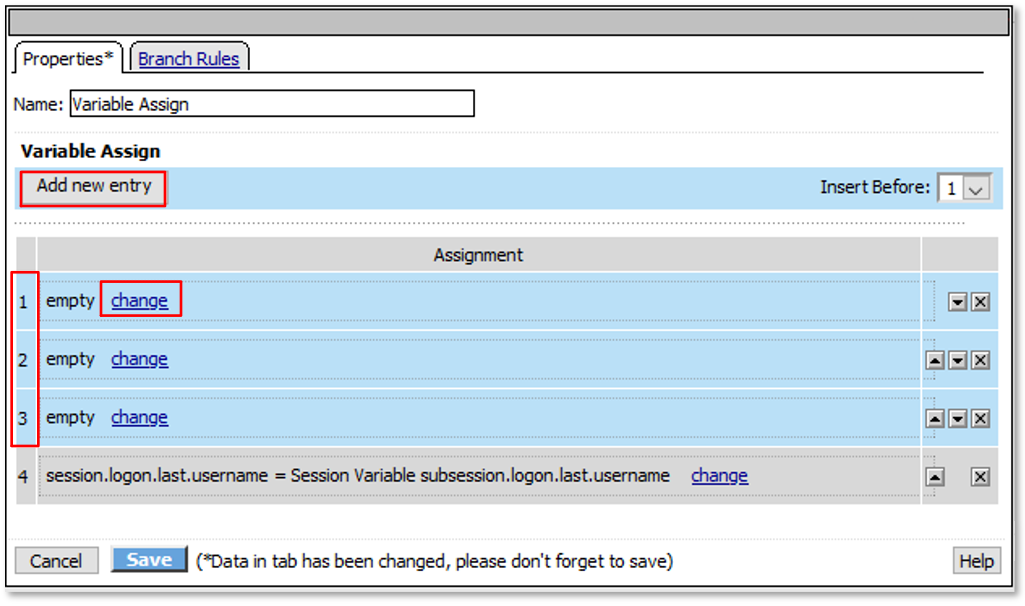 Properties* Branch Rules
Name: Variable Assign
Variable Assign
Add new entry Insert Before: 1
Assignment
1 empty change
2 empty change
3 empty change
4 session.logon.last.username = Session Variable subsession.logon.last.username change
Cancel Save (*Data in tab has been changed, please don't forget to save) Help